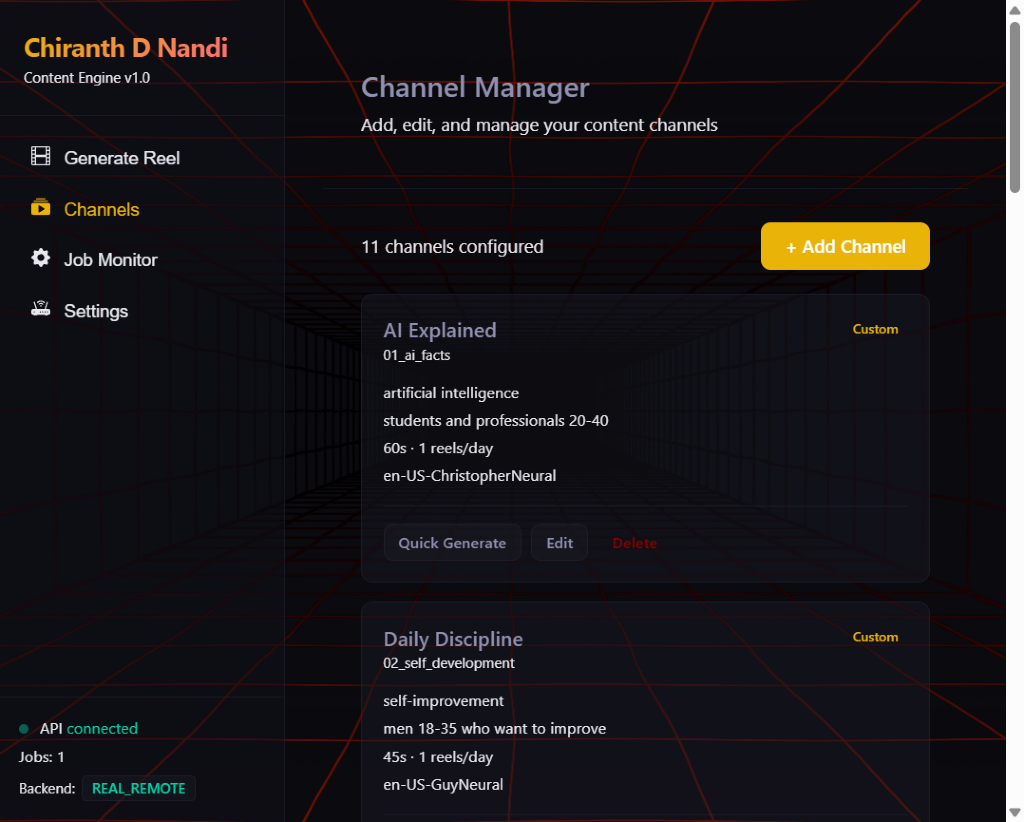 Chiranth D Nandi
Content Engine v1.0
Generate Reel
Channels
Job Monitor
Settings
API connected
Jobs: 1
Backend: REAL_REMOTE
Channel Manager
Add, edit, and manage your content channels
11 channels configured
+ Add Channel
AI Explained
Custom
01_ai_facts
artificial intelligence
students and professionals 20-40
60s · 1 reels/day
en-US-ChristopherNeural
Quick Generate
Edit
Delete
Daily Discipline
Custom
02_self_development
self-improvement
men 18-35 who want to improve
45s · 1 reels/day
en-US-GuyNeural